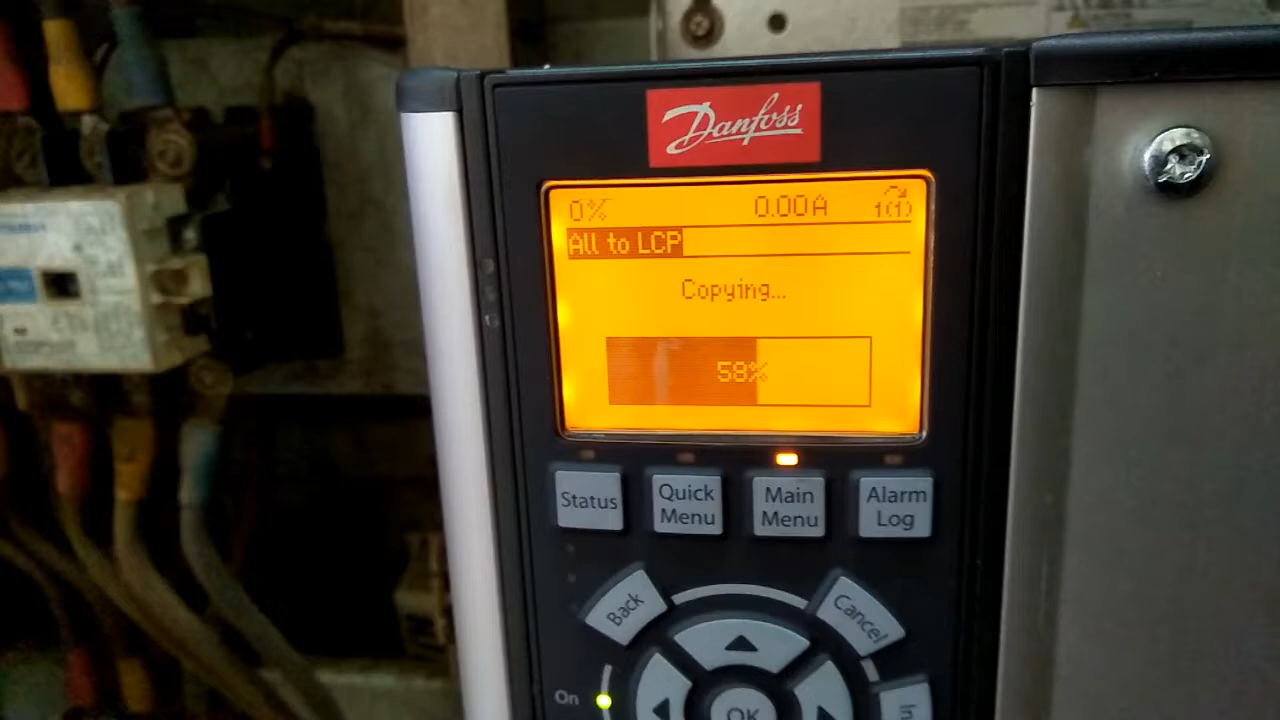 Danfoss
0% 0.00A 1(1)
All to LCP
Copying...
58%
Status
Quick
Menu
Main
Menu
Alarm
Log
Back
Cancel
On
OK